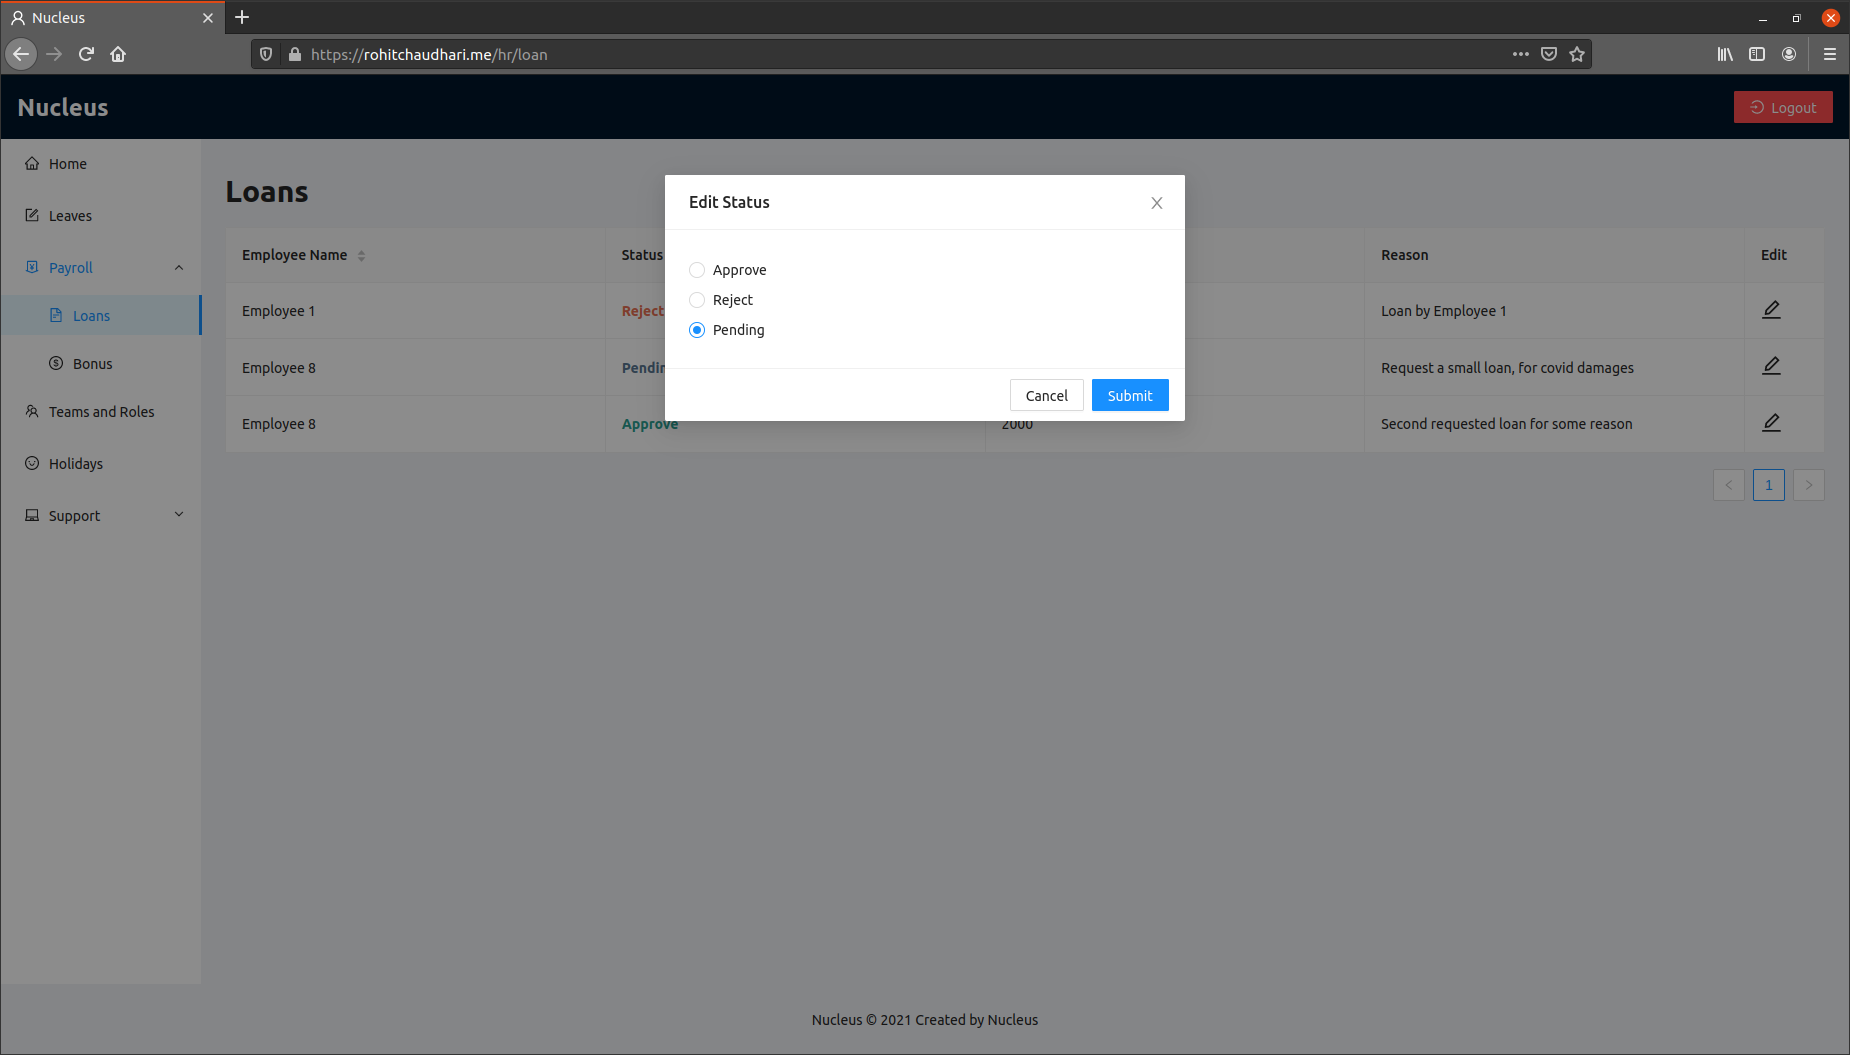 Nucleus
https://rohitchaudhari.me/hr/loan
Nucleus
Logout
Home
Leaves
Payroll
Loans
Bonus
Teams and Roles
Holidays
Support
Loans
Employee Name Status Reason Edit
Employee 1 Reject Loan by Employee 1
Employee 8 Request a small loan, for covid damages
Employee 8 Approve 2000 Second requested loan for some reason
1
Edit Status
Approve
Reject
Pending
Cancel Submit
Nucleus © 2021 Created by Nucleus